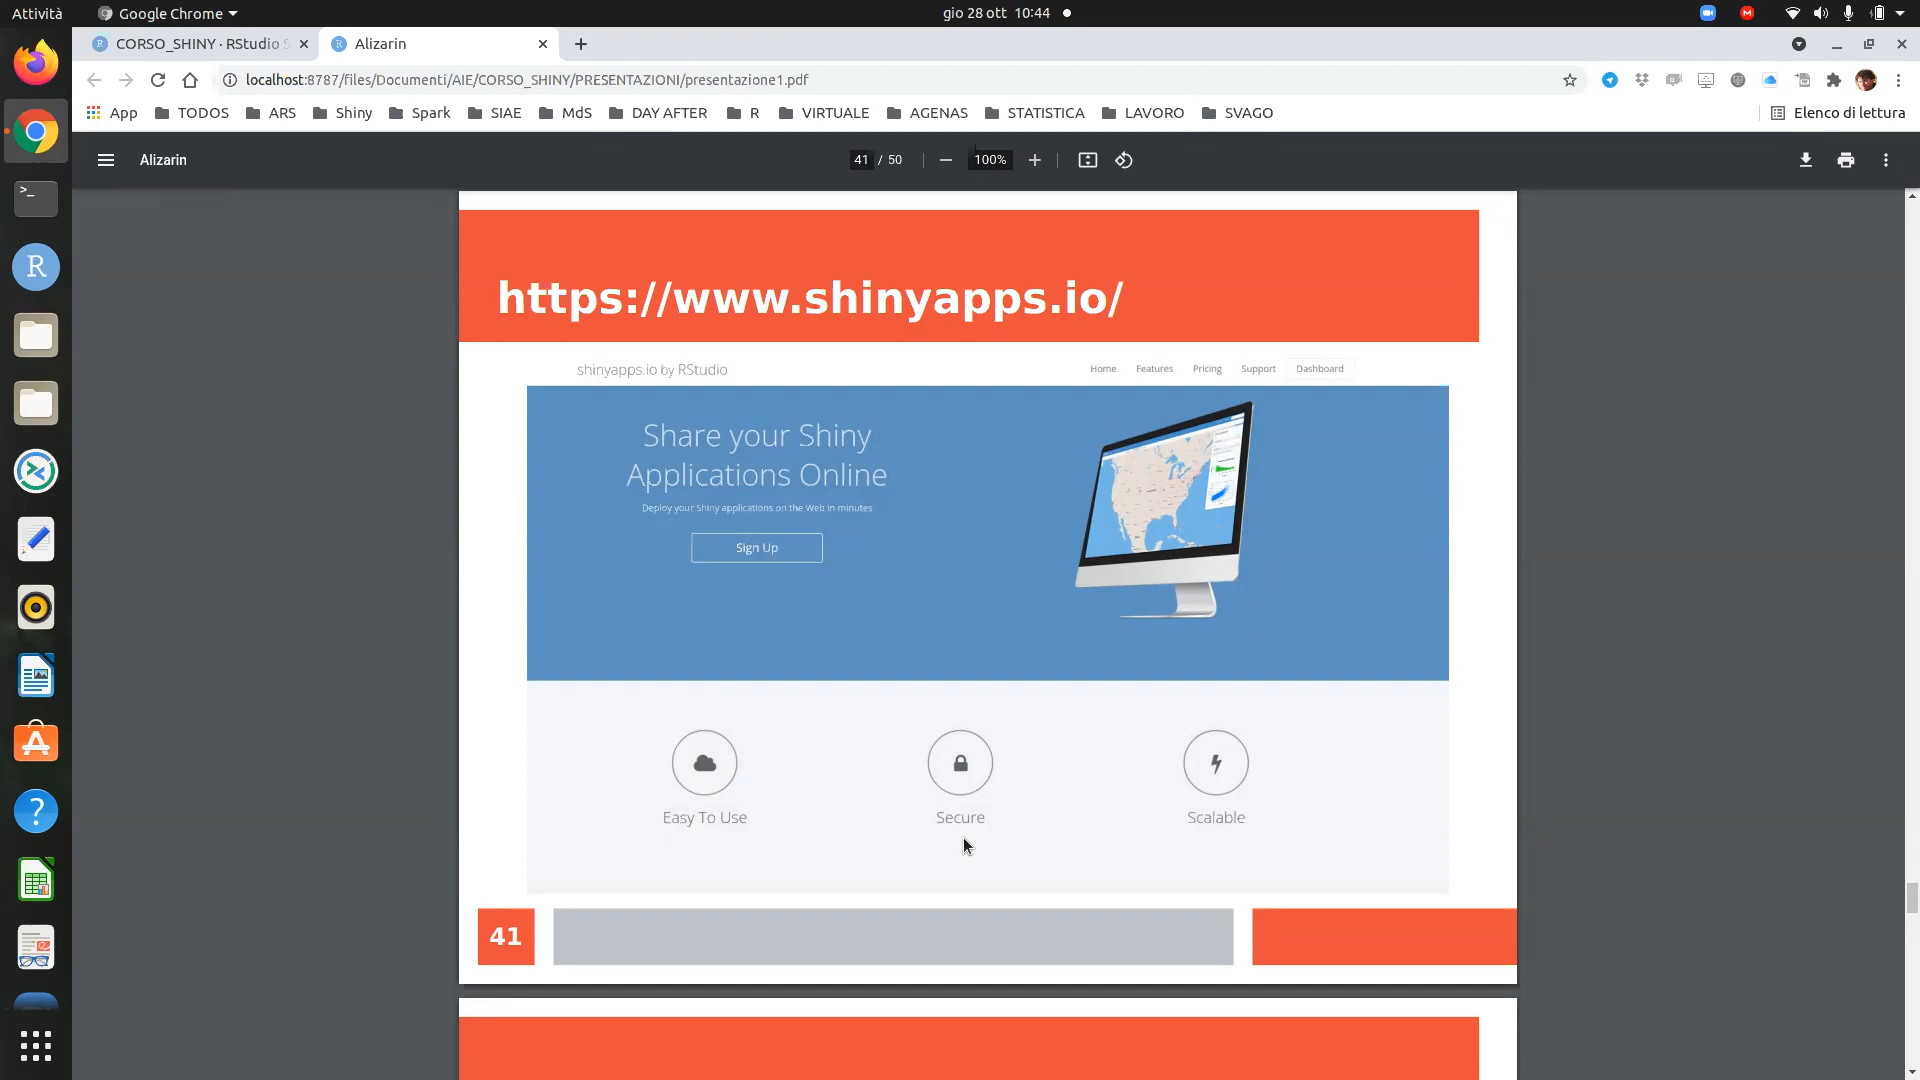 Attività
Google Chrome
gio 28 ott 10:44
CORSO_SHINY · RStudio S
Alizarin
localhost:8787/files/Documenti/AIE/CORSO_SHINY/PRESENTAZIONI/presentazione1.pdf
App
TODOS
ARS
Shiny
Spark
SIAE
MdS
DAY AFTER
R
VIRTUALE
AGENAS
STATISTICA
LAVORO
SVAGO
Elenco di lettura
Alizarin
41 / 50
100%
https://www.shinyapps.io/
shinyapps.io by RStudio
Home
Features
Pricing
Support
Dashboard
Share your Shiny
Applications Online
Deploy your Shiny applications on the Web in minutes
Sign Up
Easy To Use
Secure
Scalable
41